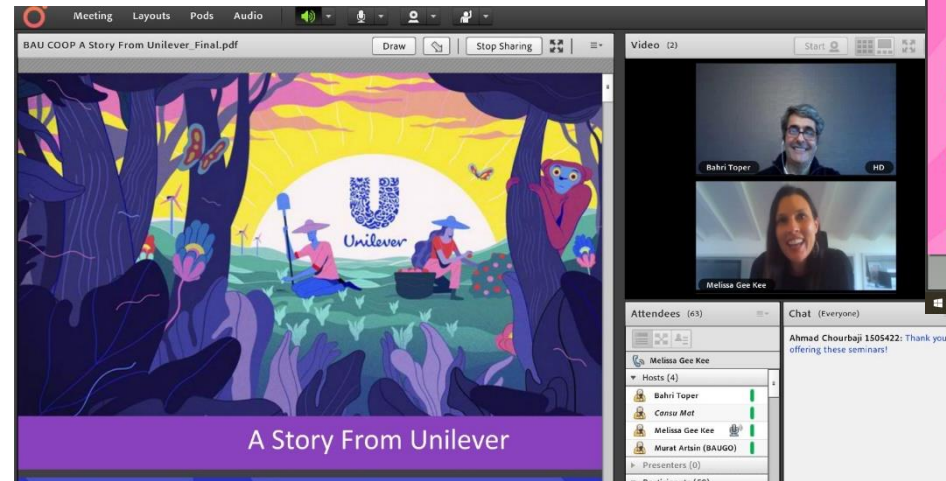 Meeting Layouts Pods Audio
BAU COOP A Story From Unilever_Final.pdf
Draw
Stop Sharing
Unilever
A Story From Unilever
Video (2)
Start
Bahri Toper
HD
Melissa Gee Kee
Attendees (63)
Melissa Gee Kee
Hosts (4)
Bahri Toper
Cansu Mat
Melissa Gee Kee
Murat Artsin (BAUGO)
Presenters (0)
Chat (Everyone)
Ahmad Chourbaji 1505422: Thank you
offering these seminars!